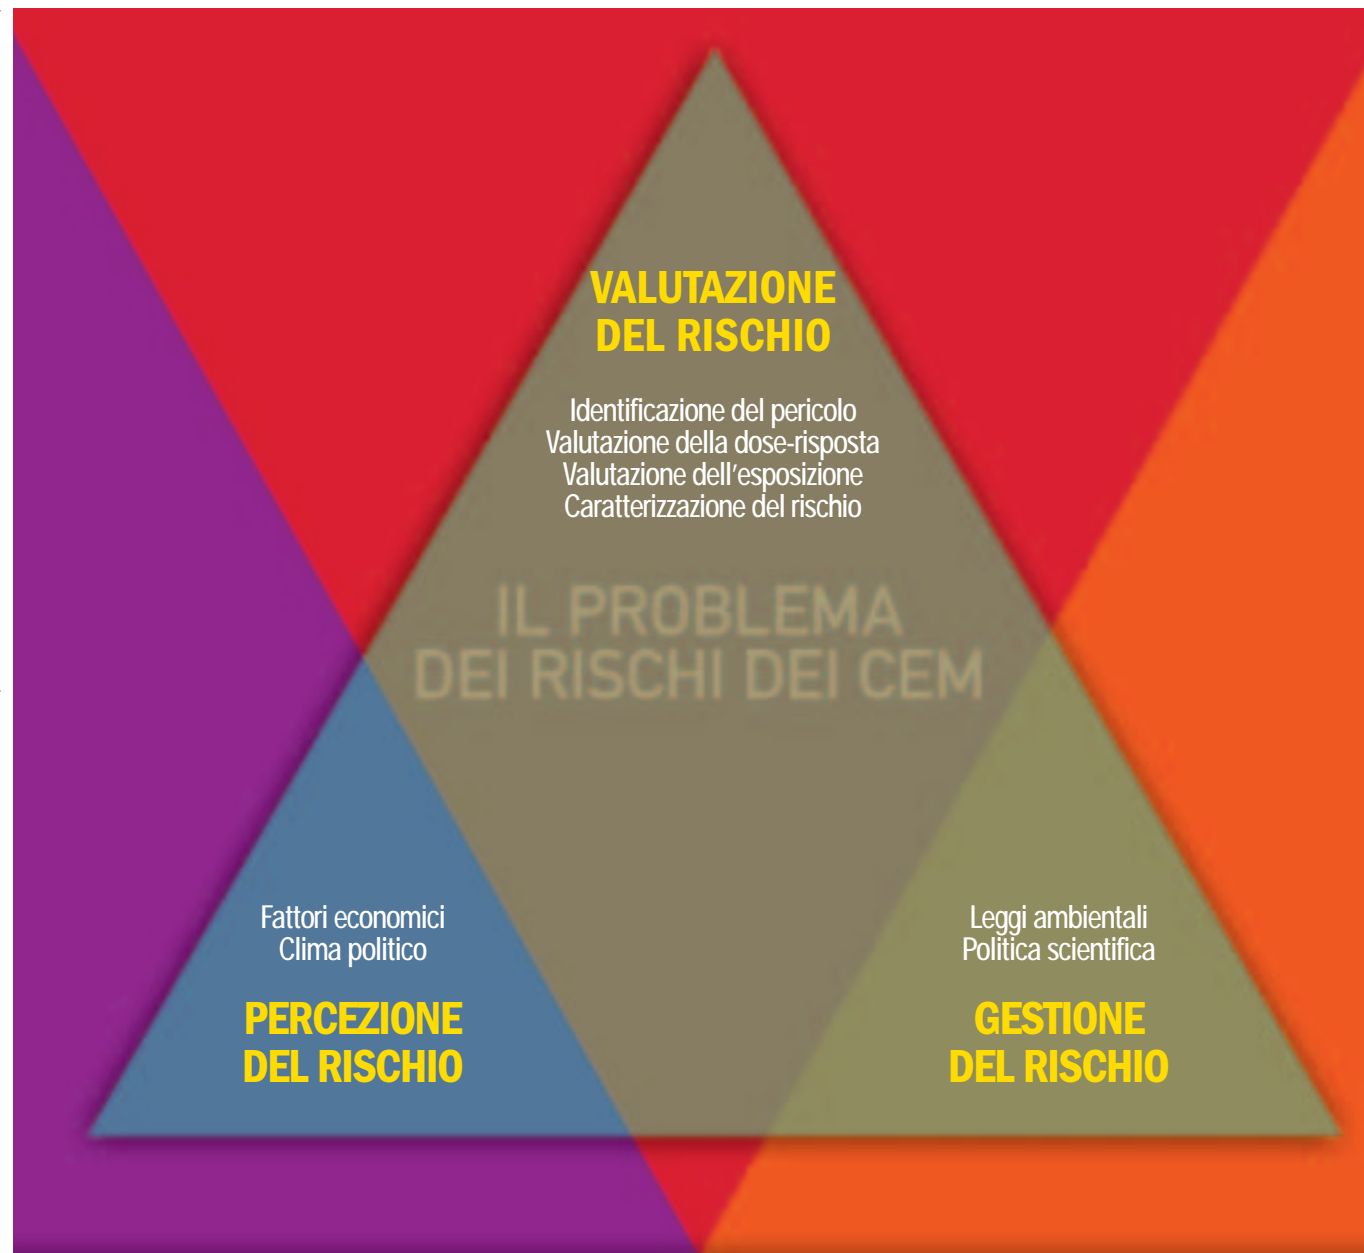 VALUTAZIONE
DEL RISCHIO
Identificazione del pericolo
Valutazione della dose-risposta
Valutazione dell'esposizione
Caratterizzazione del rischio
IL PROBLEMA
DEI RISCHI DEI CEM
Fattori economici
Clima politico
PERCEZIONE
DEL RISCHIO
Leggi ambientali
Politica scientifica
GESTIONE
DEL RISCHIO